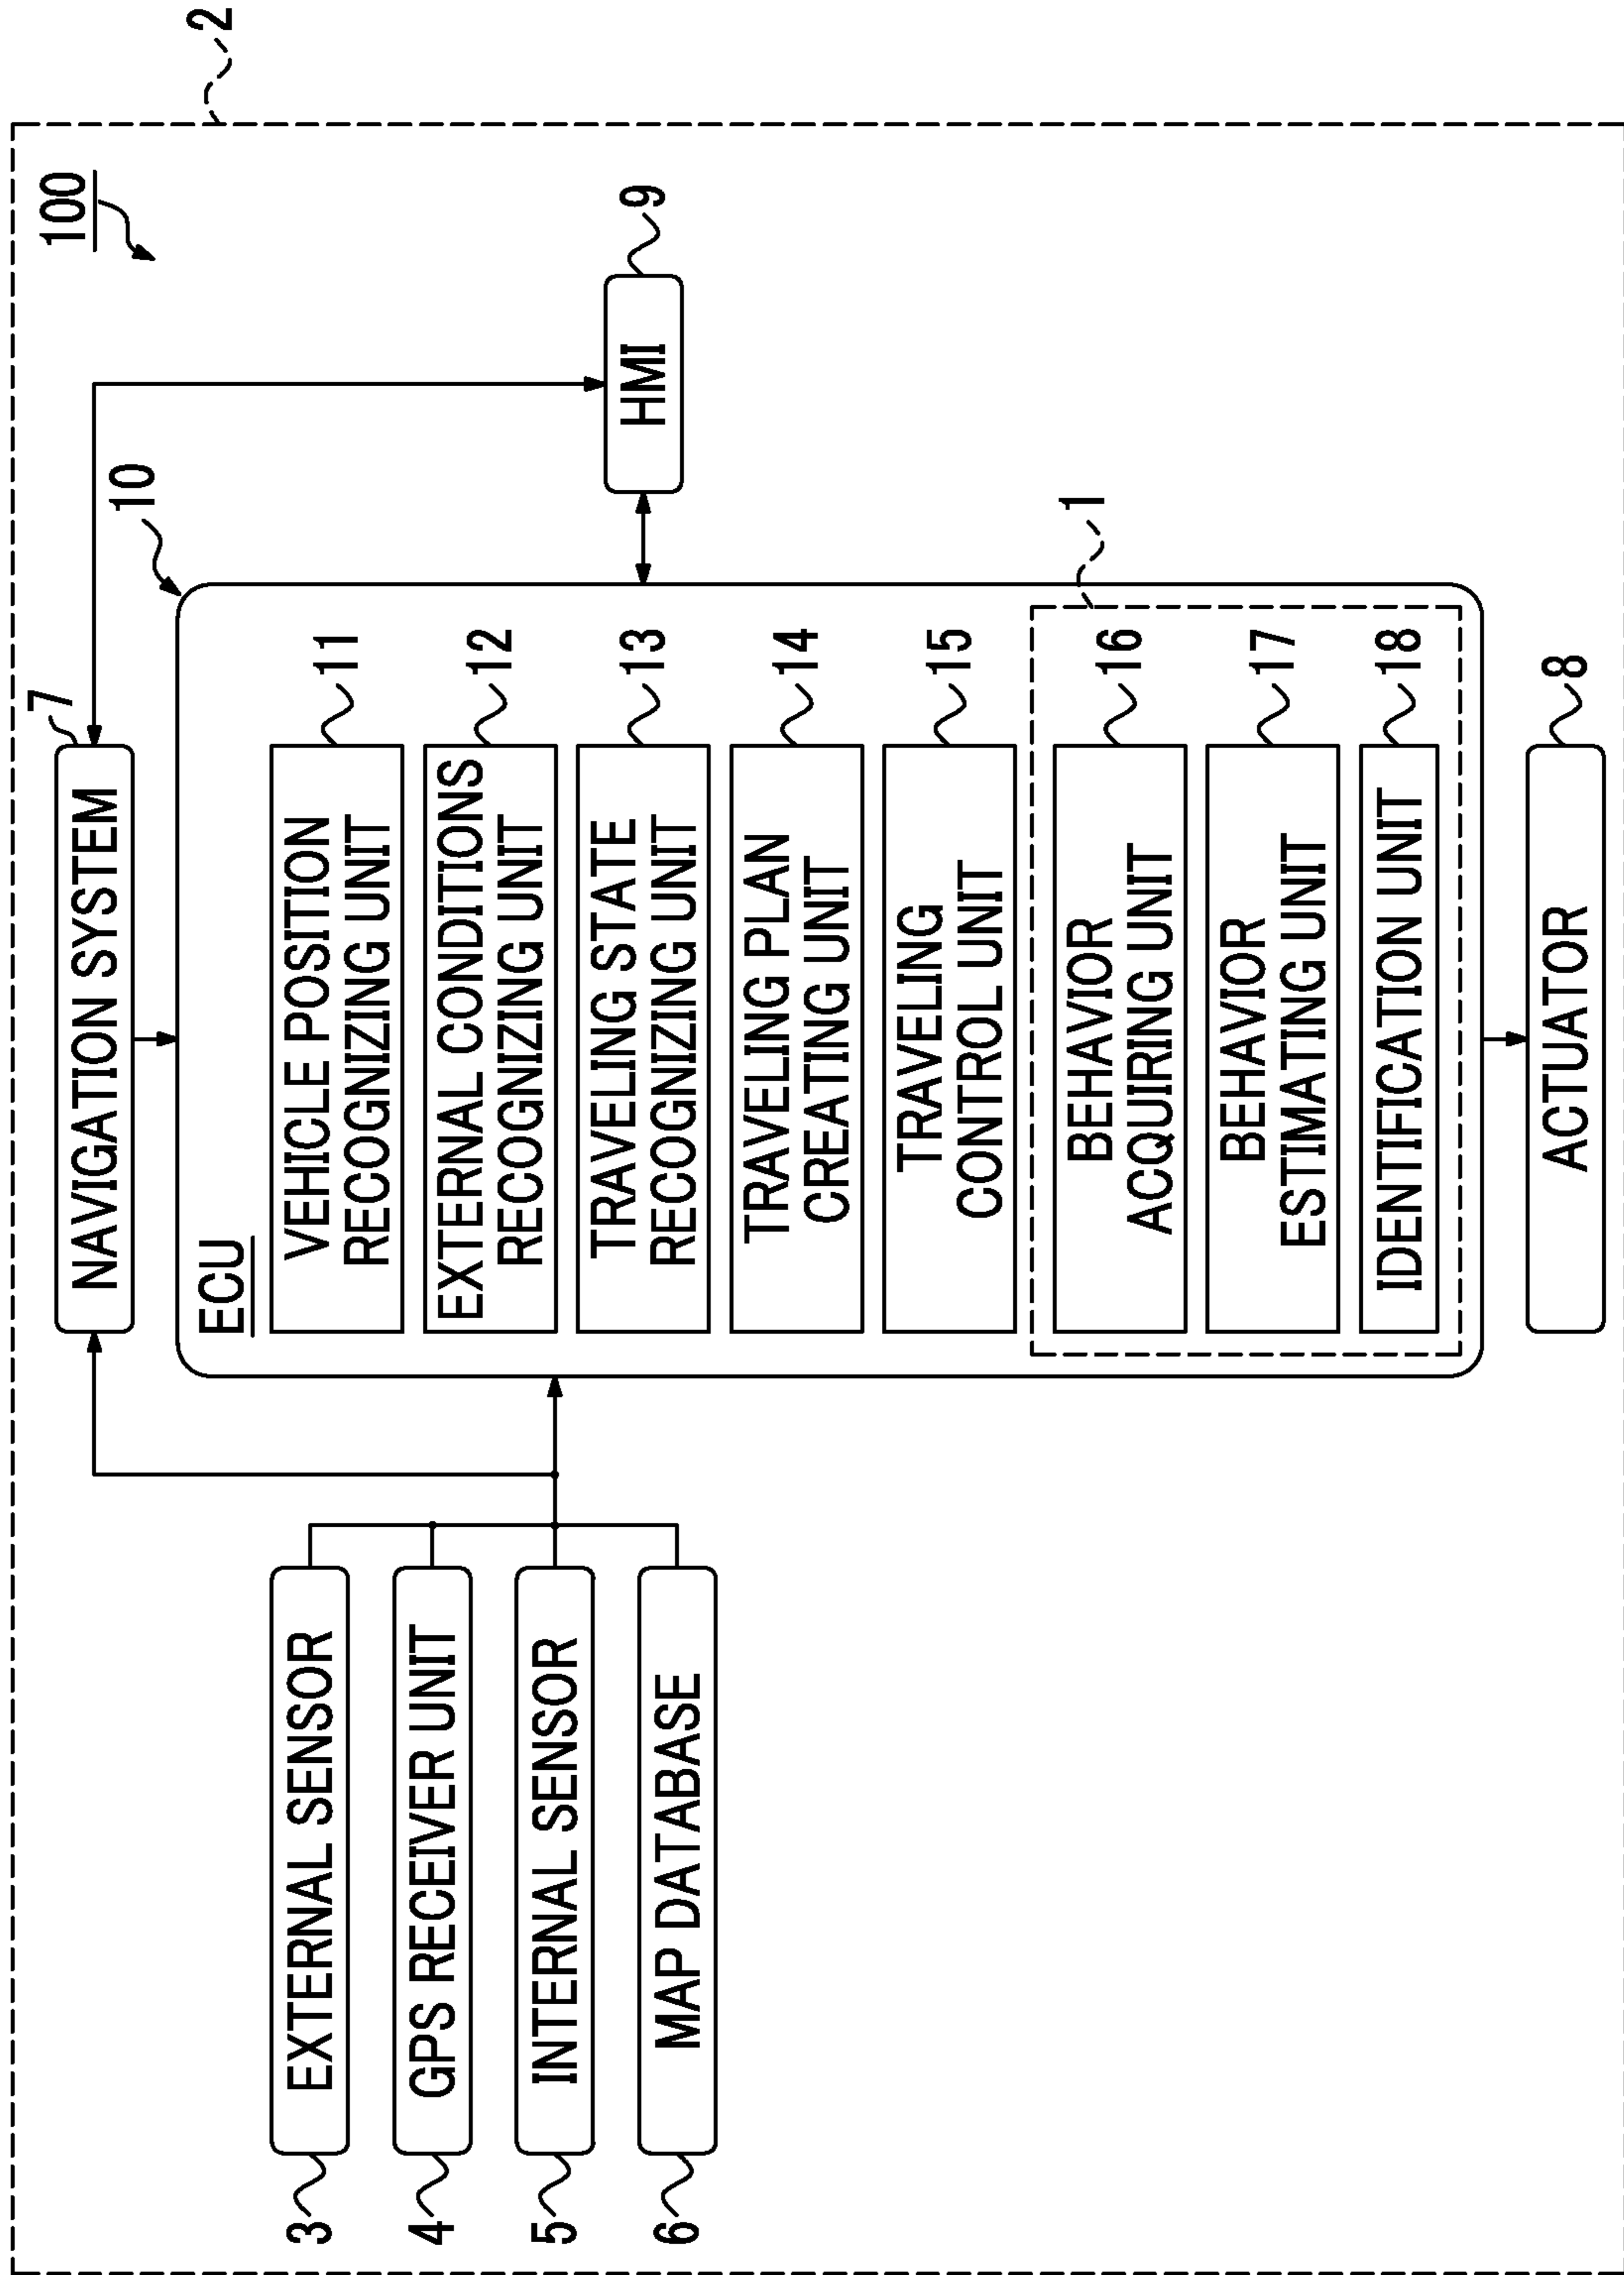 2
100
7
NAVIGATION SYSTEM
10
3
EXTERNAL SENSOR
4
GPS RECEIVER UNIT
5
INTERNAL SENSOR
6
MAP DATABASE
ECU
VEHICLE POSITION
RECOGNIZING UNIT
11
EXTERNAL CONDITIONS
RECOGNIZING UNIT
12
TRAVELING STATE
RECOGNIZING UNIT
13
TRAVELING PLAN
CREATING UNIT
14
TRAVELING
CONTROL UNIT
15
1
BEHAVIOR
ACQUIRING UNIT
16
BEHAVIOR
ESTIMATING UNIT
17
IDENTIFICATION UNIT
18
HMI
9
ACTUATOR
8